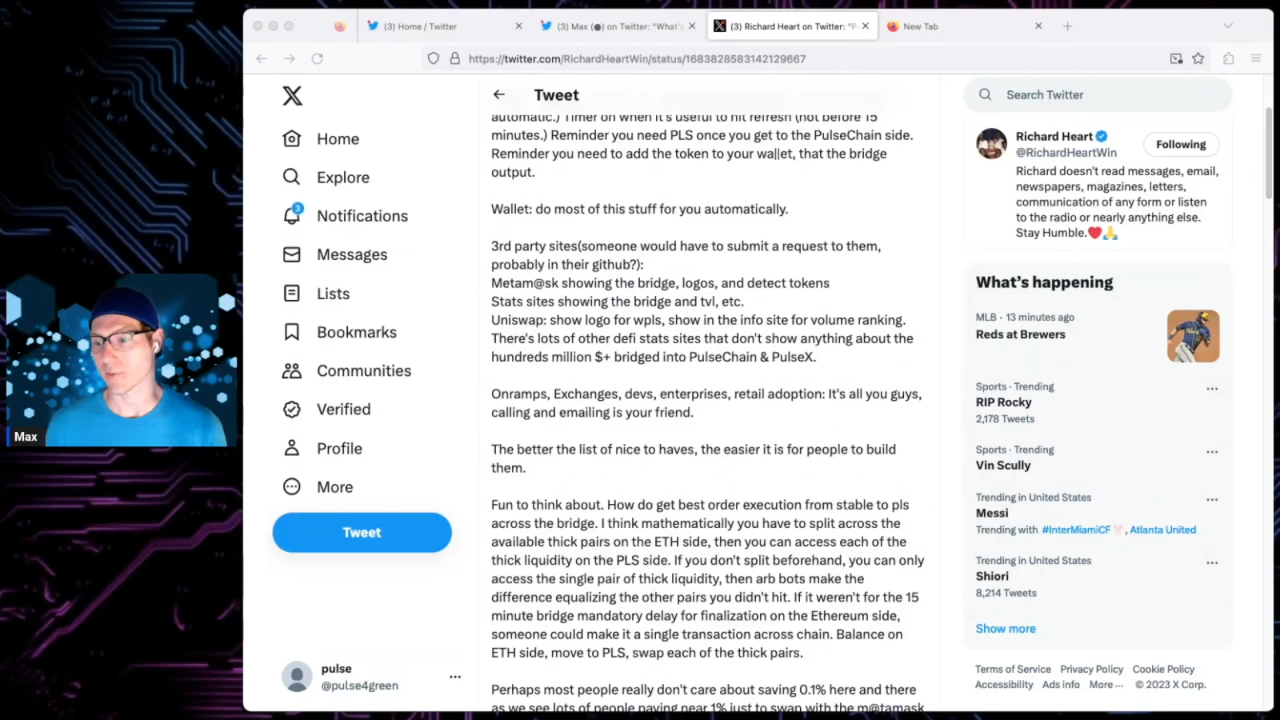 (3) Home / Twitter
(3) Max (☻) on Twitter: "What's
(3) Richard Heart on Twitter: "P
New Tab
https://twitter.com/RichardHeartWin/status/1683828583142129667
Tweet
Search Twitter
Home
Explore
3
Notifications
Messages
Lists
Bookmarks
Communities
Verified
Profile
More
Tweet
pulse
@pulse4green
automatic.) Timer on when it's useful to hit refresh (not before 15
minutes.) Reminder you need PLS once you get to the PulseChain side.
Reminder you need to add the token to your wallet, that the bridge
output.
Wallet: do most of this stuff for you automatically.
3rd party sites(someone would have to submit a request to them,
probably in their github?):
Metam@sk showing the bridge, logos, and detect tokens
Stats sites showing the bridge and tvl, etc.
Uniswap: show logo for wpls, show in the info site for volume ranking.
There's lots of other defi stats sites that don't show anything about the
hundreds million $+ bridged into PulseChain & PulseX.
Onramps, Exchanges, devs, enterprises, retail adoption: It's all you guys,
calling and emailing is your friend.
The better the list of nice to haves, the easier it is for people to build
them.
Fun to think about. How do get best order execution from stable to pls
across the bridge. I think mathematically you have to split across the
available thick pairs on the ETH side, then you can access each of the
thick liquidity on the PLS side. If you don't split beforehand, you can only
access the single pair of thick liquidity, then arb bots make the
difference equalizing the other pairs you didn't hit. If it weren't for the 15
minute bridge mandatory delay for finalization on the Ethereum side,
someone could make it a single transaction across chain. Balance on
ETH side, move to PLS, swap each of the thick pairs.
Perhaps most people really don't care about saving 0.1% here and there
as we see lots of people paying near 1% just to swap with the m@tamask
Richard Heart
@RichardHeartWin
Following
Richard doesn't read messages, email,
newspapers, magazines, letters,
communication of any form or listen
to the radio or nearly anything else.
Stay Humble.❤️🙏
What's happening
MLB · 13 minutes ago
Reds at Brewers
Sports · Trending
RIP Rocky
2,178 Tweets
Sports · Trending
Vin Scully
Trending in United States
Messi
Trending with #InterMiamiCF, Atlanta United
Trending in United States
Shiori
8,214 Tweets
Show more
Terms of Service Privacy Policy Cookie Policy
Accessibility Ads info More ··· © 2023 X Corp.
Max